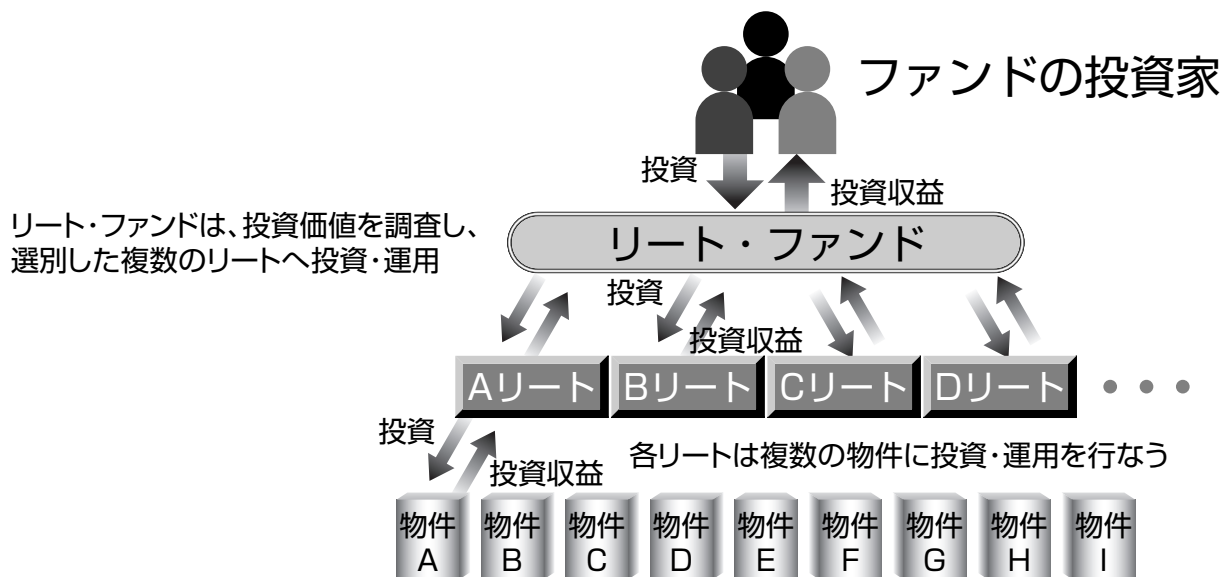 ファンドの投資家
投資
投資収益
リート・ファンドは、投資価値を調査し、
選別した複数のリートへ投資・運用
リート・ファンド
投資
投資収益
Aリート
Bリート
Cリート
Dリート
投資
投資収益
各リートは複数の物件に投資・運用を行なう
物件
A
物件
B
物件
C
物件
D
物件
E
物件
F
物件
G
物件
H
物件
I